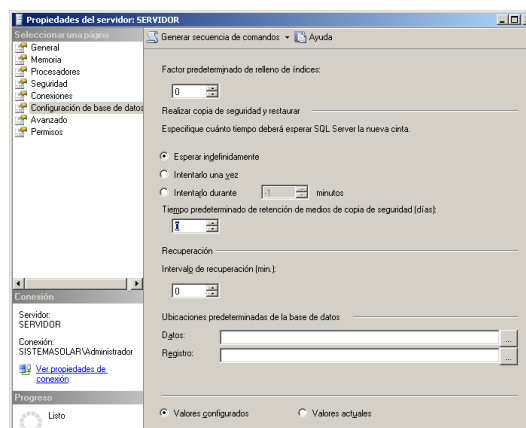 Propiedades del servidor: SERVIDOR
Seleccionar una página
General
Memoria
Procesadores
Seguridad
Conexiones
Configuración de base de datos
Avanzado
Permisos
Generar secuencia de comandos
Ayuda
Factor predeterminado de relleno de índices:
0
Realizar copia de seguridad y restaurar
Especifique cuánto tiempo deberá esperar SQL Server la nueva cinta.
Esperar indefinidamente
Intentarlo una vez
Intentarlo durante -1 minutos
Tiempo predeterminado de retención de medios de copia de seguridad (días):
0
Recuperación
Intervalo de recuperación (min.):
0
Ubicaciones predeterminadas de la base de datos
Datos: ...
Registro: ...
Valores configurados Valores actuales
Conexión
Servidor:
SERVIDOR
Conexión:
SISTEMASOLAR\Administrador
Ver propiedades de
conexión
Progreso
Listo